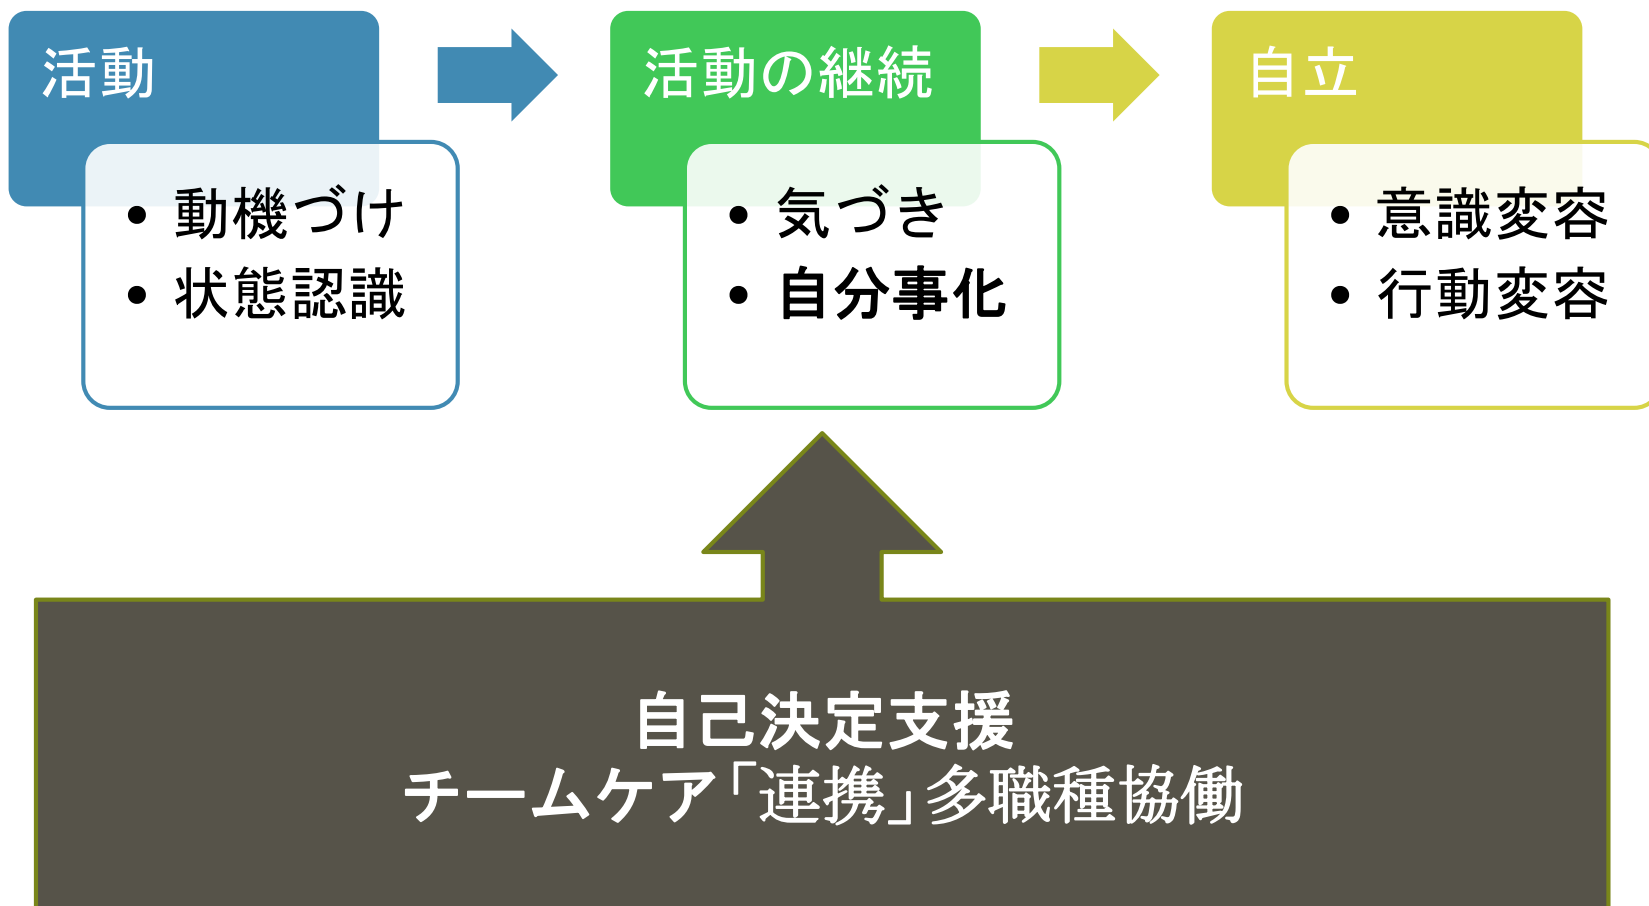 活動
• 動機づけ
• 状態認識
活動の継続
• 気づき
• 自分事化
自立
• 意識変容
• 行動変容
自己決定支援
チームケア「連携」多職種協働